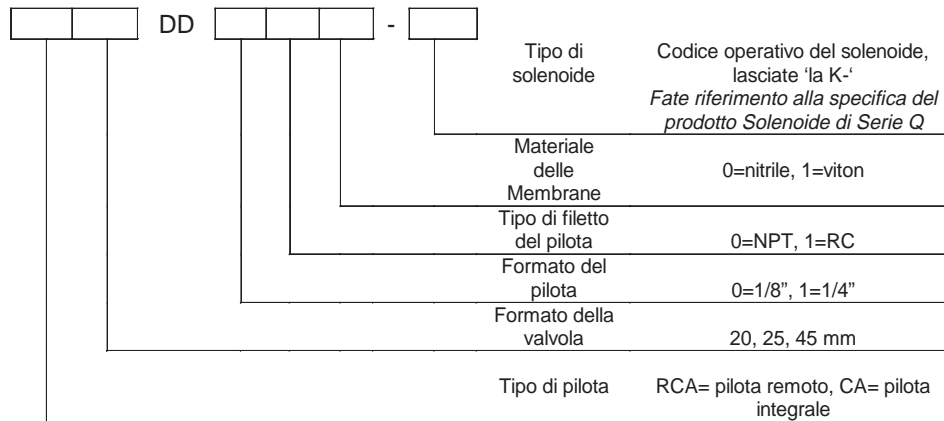 DD -
Tipo di
solenoide
Codice operativo del solenoide,
lasciate ‘la K-‘
Fate riferimento alla specifica del
prodotto Solenoide di Serie Q
Materiale
delle
Membrane
0=nitrile, 1=viton
Tipo di filetto
del pilota
0=NPT, 1=RC
Formato del
pilota
0=1/8”, 1=1/4”
Formato della
valvola
20, 25, 45 mm
Tipo di pilota
RCA= pilota remoto, CA= pilota
integrale